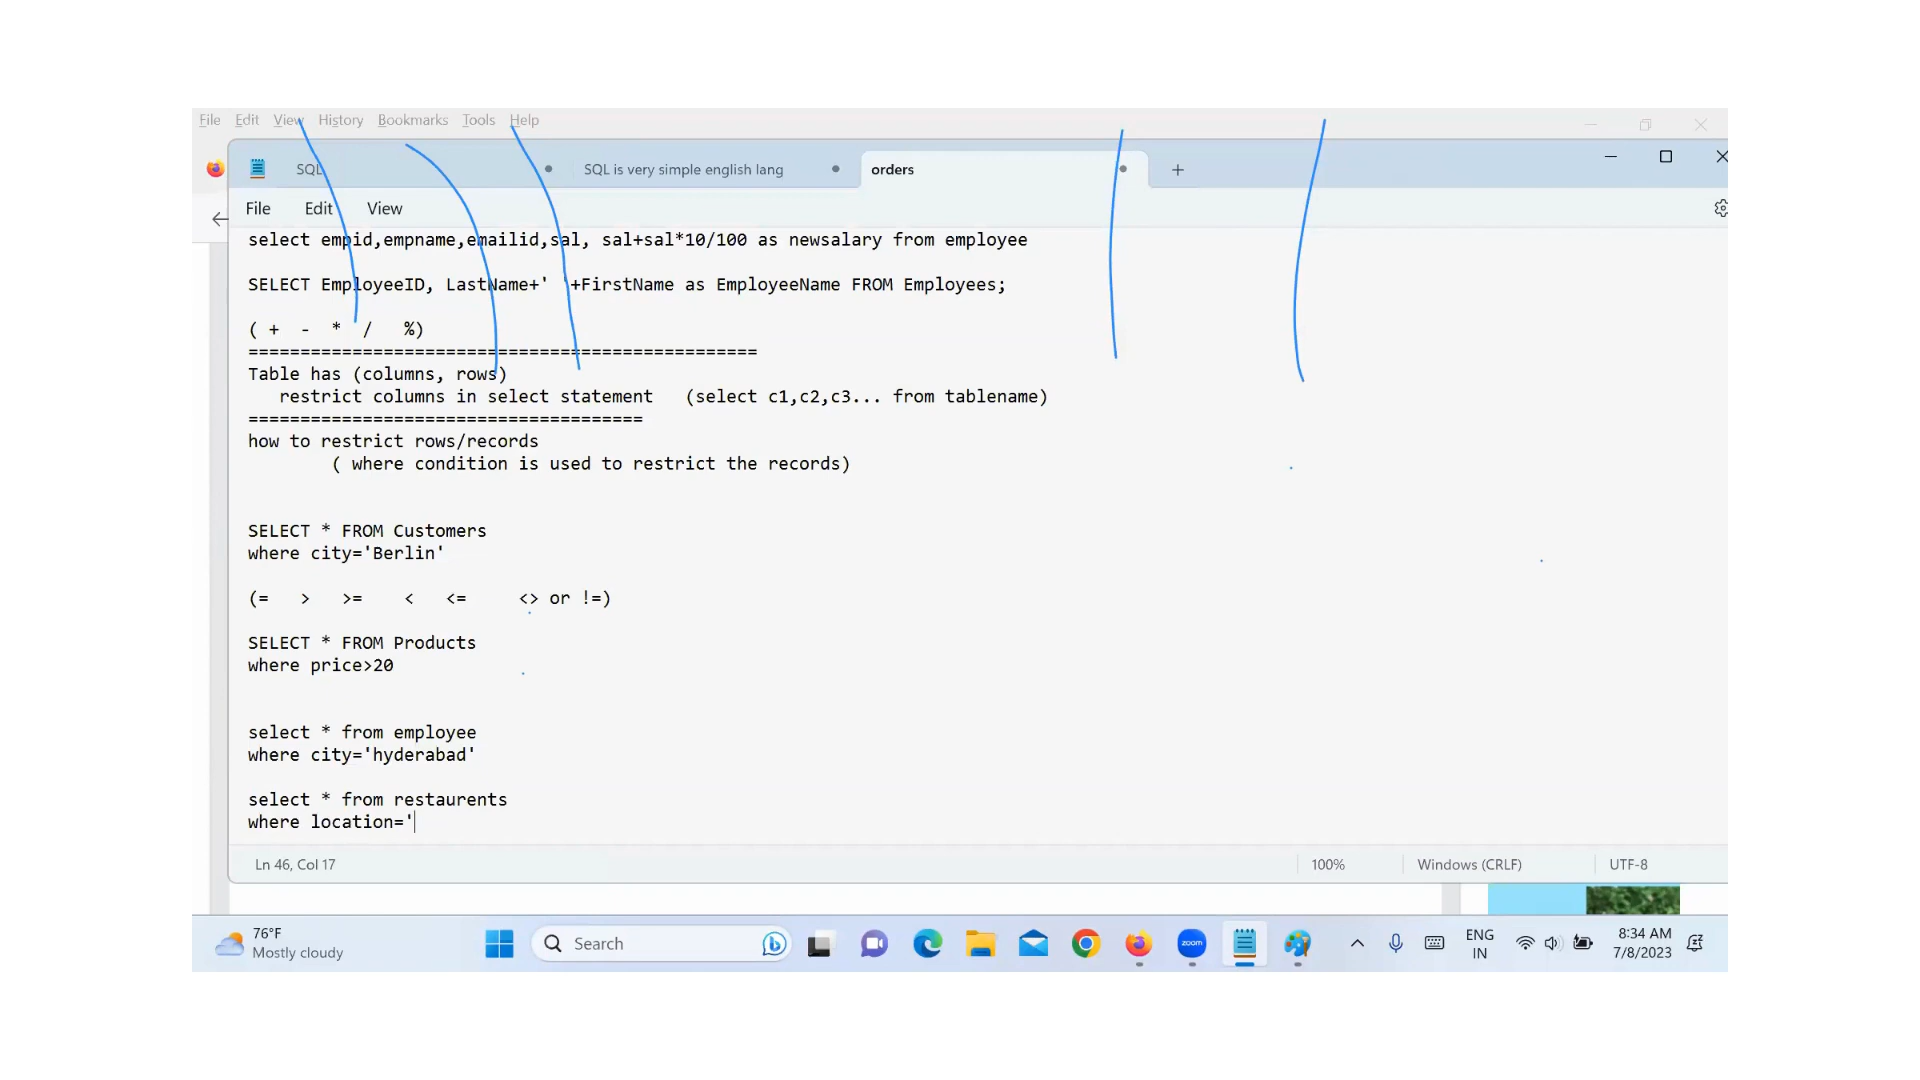 File Edit View History Bookmarks Tools Help
SQL SQL is very simple english lang orders
File Edit View
select empid,empname,emailid,sal, sal+sal*10/100 as newsalary from employee
SELECT EmployeeID, LastName+' '+FirstName as EmployeeName FROM Employees;
( + - * / %)
=================================================
Table has (columns, rows)
restrict columns in select statement (select c1,c2,c3... from tablename)
======================================
how to restrict rows/records
( where condition is used to restrict the records)
SELECT * FROM Customers
where city='Berlin'
(= > >= < <= <> or !=)
SELECT * FROM Products
where price>20
select * from employee
where city='hyderabad'
select * from restaurents
where location='
Ln 46, Col 17 100% Windows (CRLF) UTF-8
76°F
Mostly cloudy
Search
zoom
ENG
IN
8:34 AM
7/8/2023